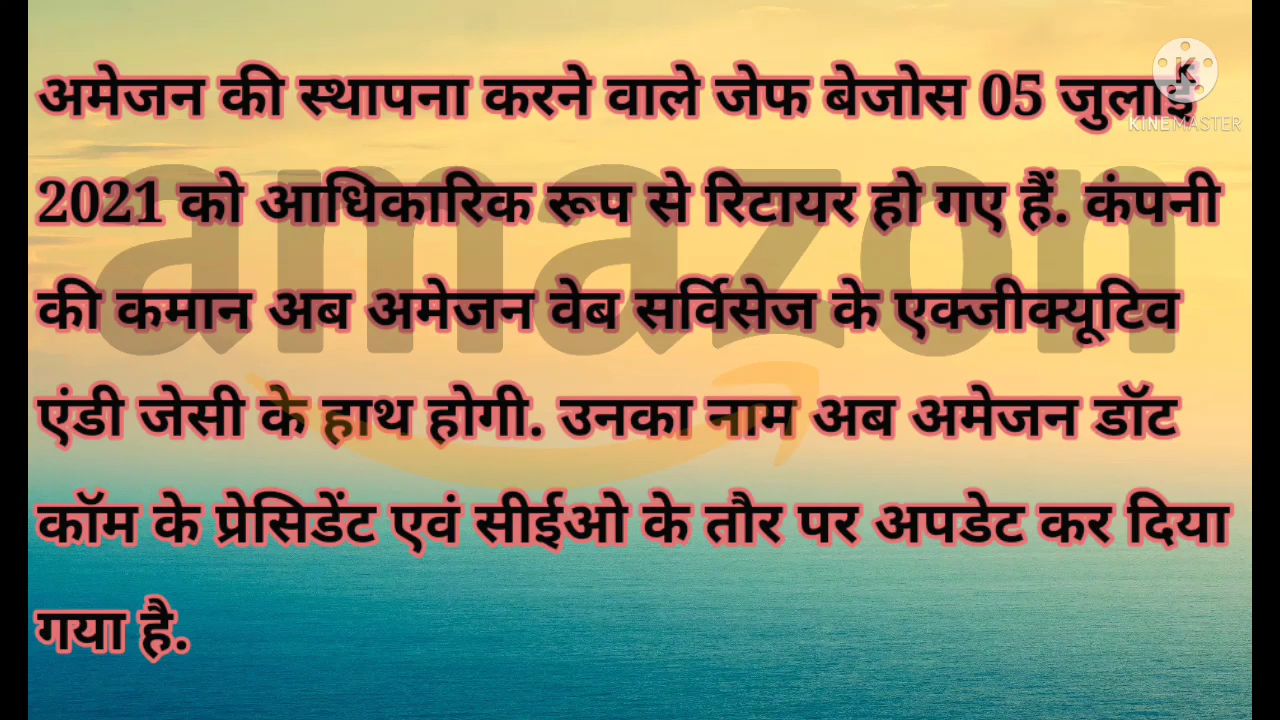 अमेजन की स्थापना करने वाले जेफ बेजोस 05 जुलाई
KINEMASTER
2021 को आधिकारिक रूप से रिटायर हो गए हैं. कंपनी
amazon
की कमान अब अमेजन वेब सर्विसेज के एक्जीक्यूटिव
एंडी जेसी के हाथ होगी. उनका नाम अब अमेजन डॉट
कॉम के प्रेसिडेंट एवं सीईओ के तौर पर अपडेट कर दिया
गया है.